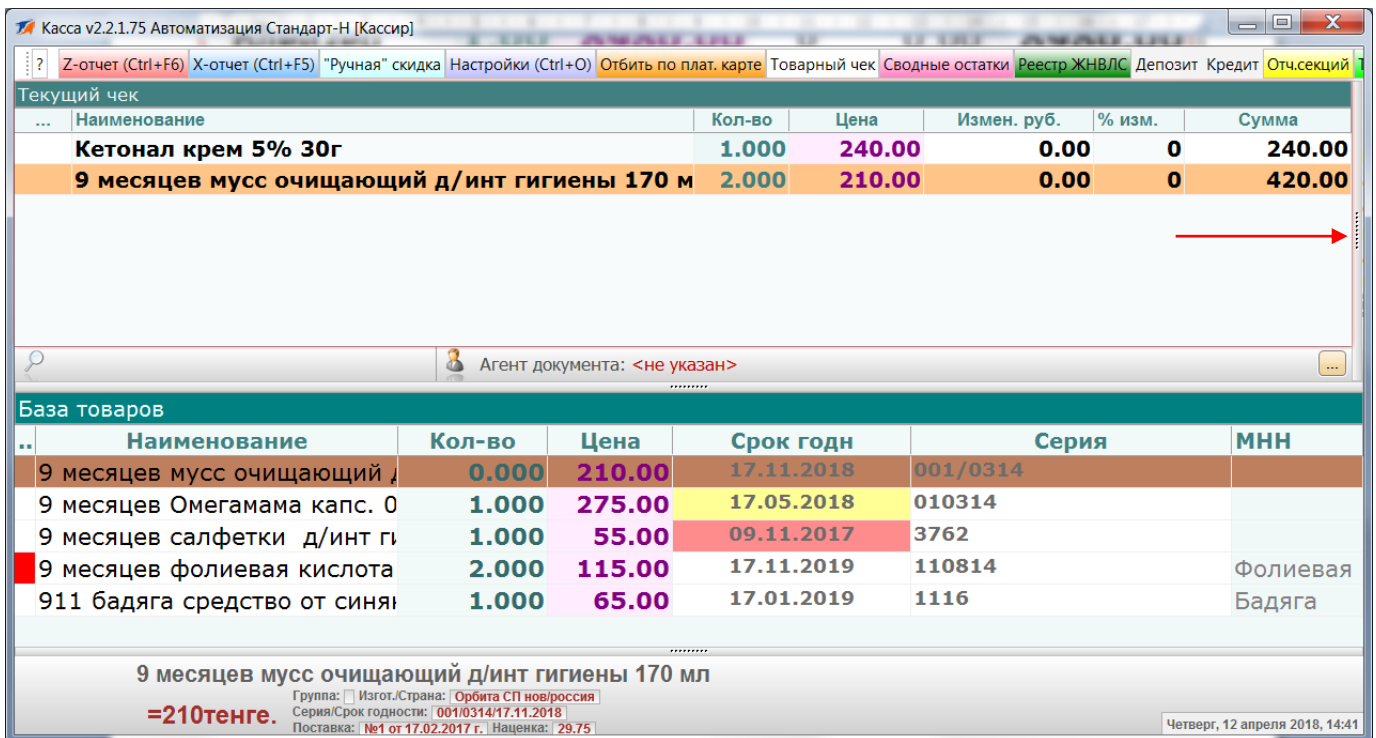 Касса v2.2.1.75 Автоматизация Стандарт-Н [Кассир]
? Z-отчет (Ctrl+F6) X-отчет (Ctrl+F5) "Ручная" скидка Настройки (Ctrl+O) Отбить по плат. карте Товарный чек Сводные остатки Реестр ЖНВЛС Депозит Кредит Отч.секций
Текущий чек
... Наименование Кол-во Цена Измен. руб. % изм. Сумма
Кетонал крем 5% 30г 1.000 240.00 0.00 0 240.00
9 месяцев мусс очищающий д/инт гигиены 170 м 2.000 210.00 0.00 0 420.00
Агент документа: <не указан> ...
База товаров
.. Наименование Кол-во Цена Срок годн Серия МНН
9 месяцев мусс очищающий 0.000 210.00 17.11.2018 001/0314
9 месяцев Омегамама капс. 0 1.000 275.00 17.05.2018 010314
9 месяцев салфетки д/инт ги 1.000 55.00 09.11.2017 3762
9 месяцев фолиевая кислота 2.000 115.00 17.11.2019 110814 Фолиевая
911 бадяга средство от синя 1.000 65.00 17.01.2019 1116 Бадяга
9 месяцев мусс очищающий д/инт гигиены 170 мл
Группа: Изгот./Страна: Орбита СП нов/россия
=210тенге. Серия/Срок годности: 001/0314/17.11.2018
Поставка: №1 от 17.02.2017 г. Наценка: 29.75
Четверг, 12 апреля 2018, 14:41